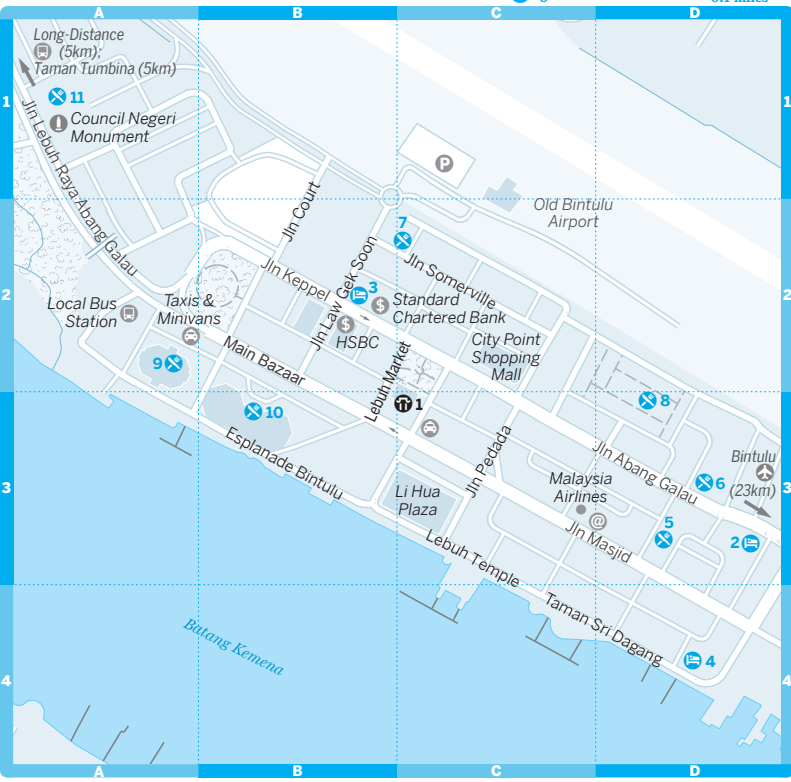 A
B
C
D
Long-Distance
(5km);
Taman Tumbina (5km)
1
1
11
Council Negeri
Monument
P
Jln Lebuh Raya Abang Galau
Jln Court
Old Bintulu
Airport
7
Jln Somerville
Jln Keppel
Jln Law Gek Soon
2
2
3
$ Standard
Chartered Bank
Local Bus
Station
Taxis &
Minivans
$
HSBC
City Point
Shopping
Mall
Main Bazaar
Lebuh Market
9
8
10
1
Esplanade Bintulu
Jln Pedada
Jln Abang Galau
Bintulu
(23km)
3
3
6
Li Hua
Plaza
Malaysia
Airlines
@
5
2
Jln Masjid
Lebuh Temple
Taman Sri Dagang
Batang Kemena
4
4
4
A
B
C
D